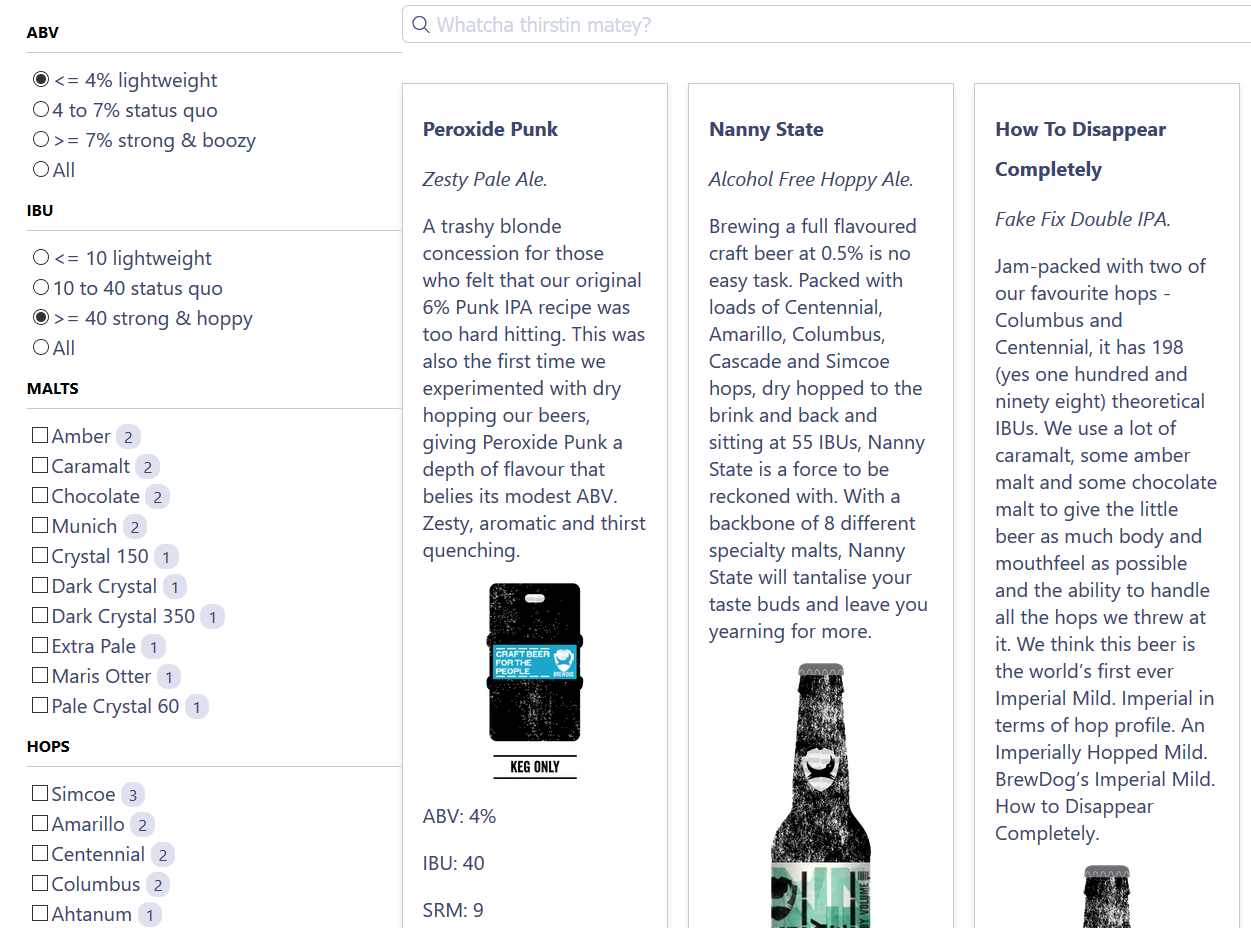 ABV
<= 4% lightweight
4 to 7% status quo
>= 7% strong & boozy
All
IBU
<= 10 lightweight
10 to 40 status quo
>= 40 strong & hoppy
All
MALTS
Amber 2
Caramalt 2
Chocolate 2
Munich 2
Crystal 150 1
Dark Crystal 1
Dark Crystal 350 1
Extra Pale 1
Maris Otter 1
Pale Crystal 60 1
HOPS
Simcoe 3
Amarillo 2
Centennial 2
Columbus 2
Ahtanum 1
Whatcha thirstin matey?
Peroxide Punk
Zesty Pale Ale.
A trashy blonde
concession for those
who felt that our original
6% Punk IPA recipe was
too hard hitting. This was
also the first time we
experimented with dry
hopping our beers,
giving Peroxide Punk a
depth of flavour that
belies its modest ABV.
Zesty, aromatic and thirst
quenching.
CRAFT BEER
FOR THE
PEOPLE
BREWDOG
KEG ONLY
ABV: 4%
IBU: 40
SRM: 9
Nanny State
Alcohol Free Hoppy Ale.
Brewing a full flavoured
craft beer at 0.5% is no
easy task. Packed with
loads of Centennial,
Amarillo, Columbus,
Cascade and Simcoe
hops, dry hopped to the
brink and back and
sitting at 55 IBUs, Nanny
State is a force to be
reckoned with. With a
backbone of 8 different
specialty malts, Nanny
State will tantalise your
taste buds and leave you
yearning for more.
BY VOLUME
How To Disappear
Completely
Fake Fix Double IPA.
Jam-packed with two of
our favourite hops -
Columbus and
Centennial, it has 198
(yes one hundred and
ninety eight) theoretical
IBUs. We use a lot of
caramalt, some amber
malt and some chocolate
malt to give the little
beer as much body and
mouthfeel as possible
and the ability to handle
all the hops we threw at
it. We think this beer is
the world’s first ever
Imperial Mild. Imperial in
terms of hop profile. An
Imperially Hopped Mild.
BrewDog’s Imperial Mild.
How to Disappear
Completely.